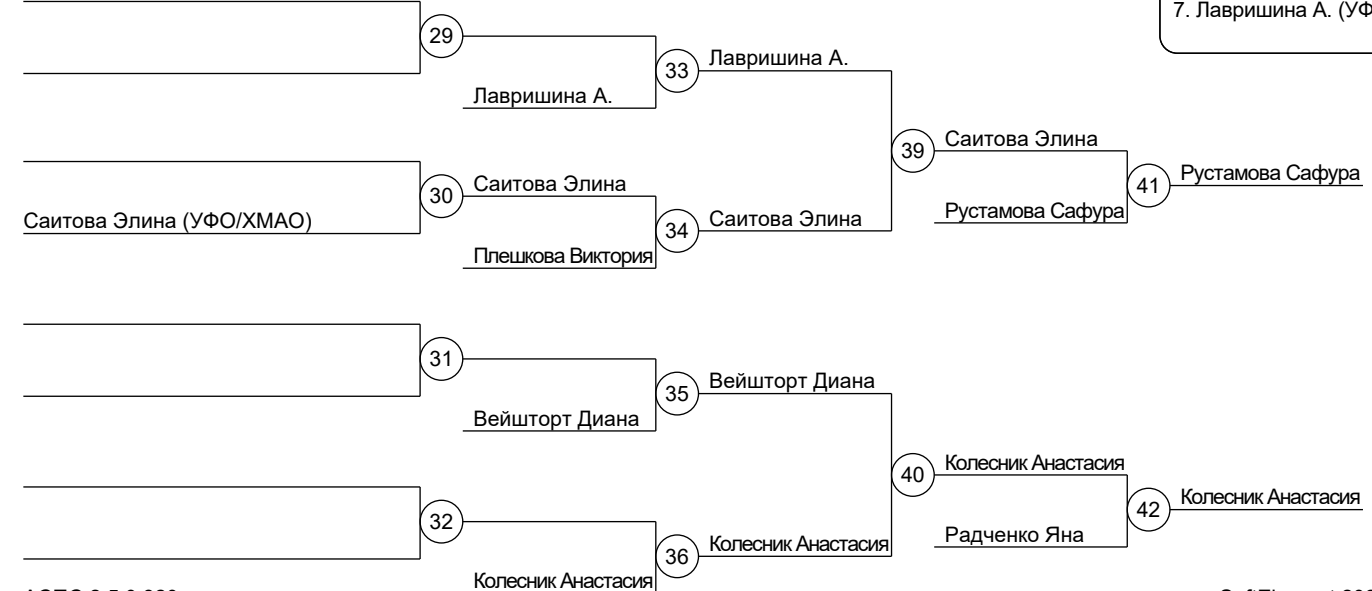 7. Лавришина А. (УФ
29
Лавришина А.
33
Лавришина А.
Саитова Элина (УФО/ХМАО)
30
Саитова Элина
Плешкова Виктория
34
Саитова Элина
39
Саитова Элина
Рустамова Сафура
41
Рустамова Сафура
31
Вейшторт Диана
35
Вейшторт Диана
32
Колесник Анастасия
36
Колесник Анастасия
40
Колесник Анастасия
Радченко Яна
42
Колесник Анастасия